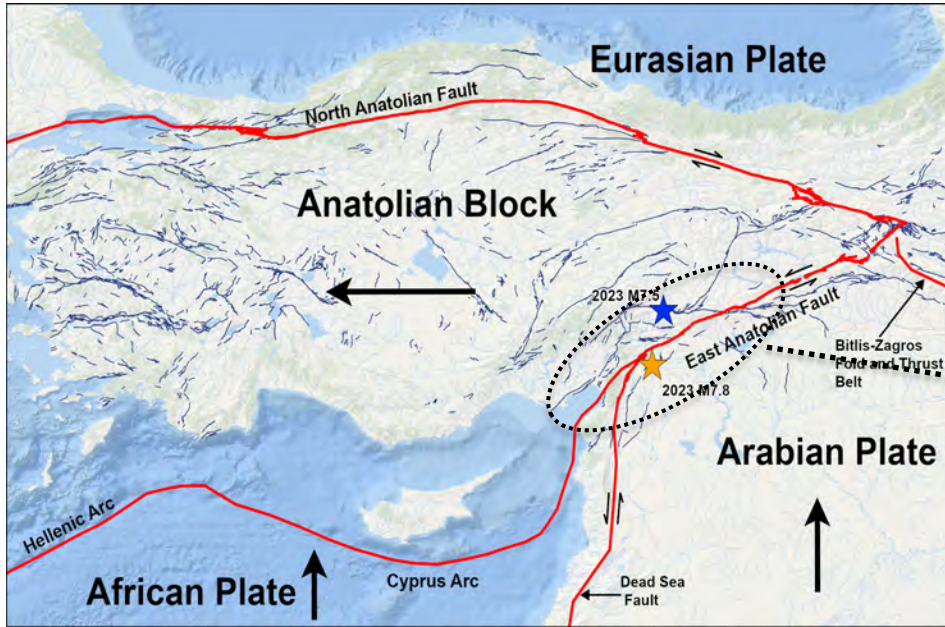 Eurasian Plate
North Anatolian Fault
Anatolian Block
2023 M7.5
East Anatolian Fault
2023 M7.8
Bitlis-Zagros
Fold and Thrust
Belt
Arabian Plate
Hellenic Arc
African Plate
Cyprus Arc
Dead Sea
Fault